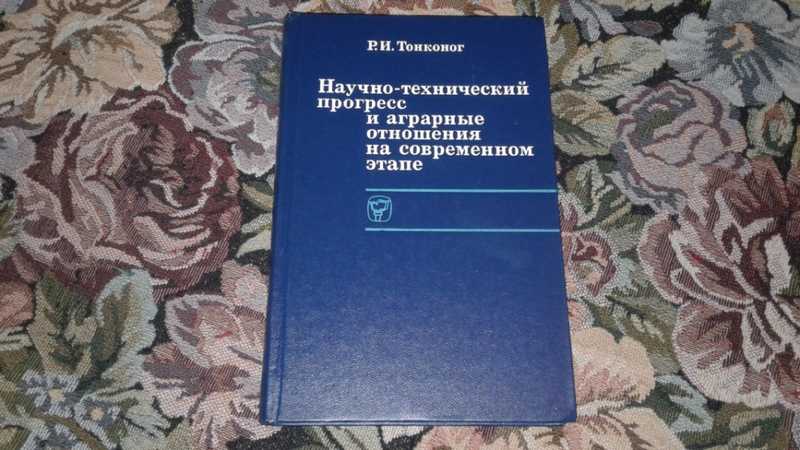 Р.И. Тонконог
Научно-технический
прогресс
и аграрные
отношения
на современном
этапе